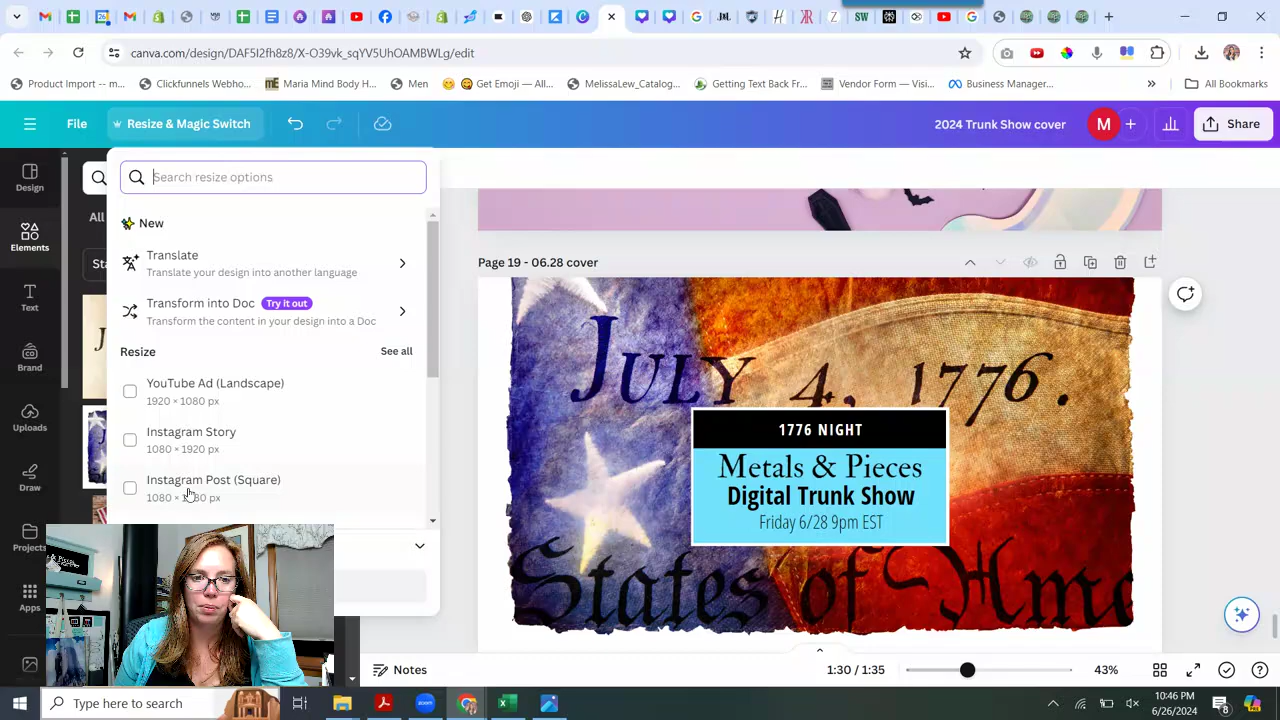 canva.com/design/DAF5I2fh8z8/X-O39vk_sqYV5UhOAMBWLg/edit
Product Import -- m...
Clickfunnels Webho...
Maria Mind Body H...
Men
Get Emoji — All...
MelissaLew_Catalog...
Getting Text Back Fr...
Vendor Form — Visi...
Business Manager...
»
All Bookmarks
File
Resize & Magic Switch
2024 Trunk Show cover
M
+
Share
Design
Elements
Text
Brand
Uploads
Draw
Projects
Apps
All
Sta
Search resize options
New
Translate
Translate your design into another language
Transform into Doc Try it out
Transform the content in your design into a Doc
Resize
See all
YouTube Ad (Landscape)
1920 × 1080 px
Instagram Story
1080 × 1920 px
Instagram Post (Square)
Page 19 - 06.28 cover
July 4, 1776.
1776 NIGHT
Metals & Pieces
Digital Trunk Show
Friday 6/28 9pm EST
States of Ame
Notes
1:30 / 1:35
43%
Type here to search
10:46 PM
6/26/2024